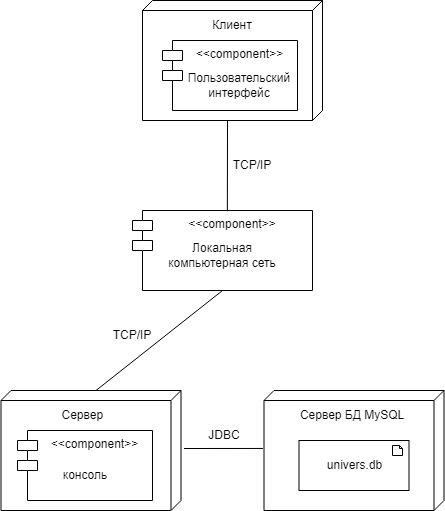 Клиент
<<component>>
Пользовательский
интерфейс
TCP/IP
<<component>>
Локальная
компьютерная сеть
TCP/IP
Сервер
<<component>>
консоль
JDBC
Сервер БД MySQL
univers.db